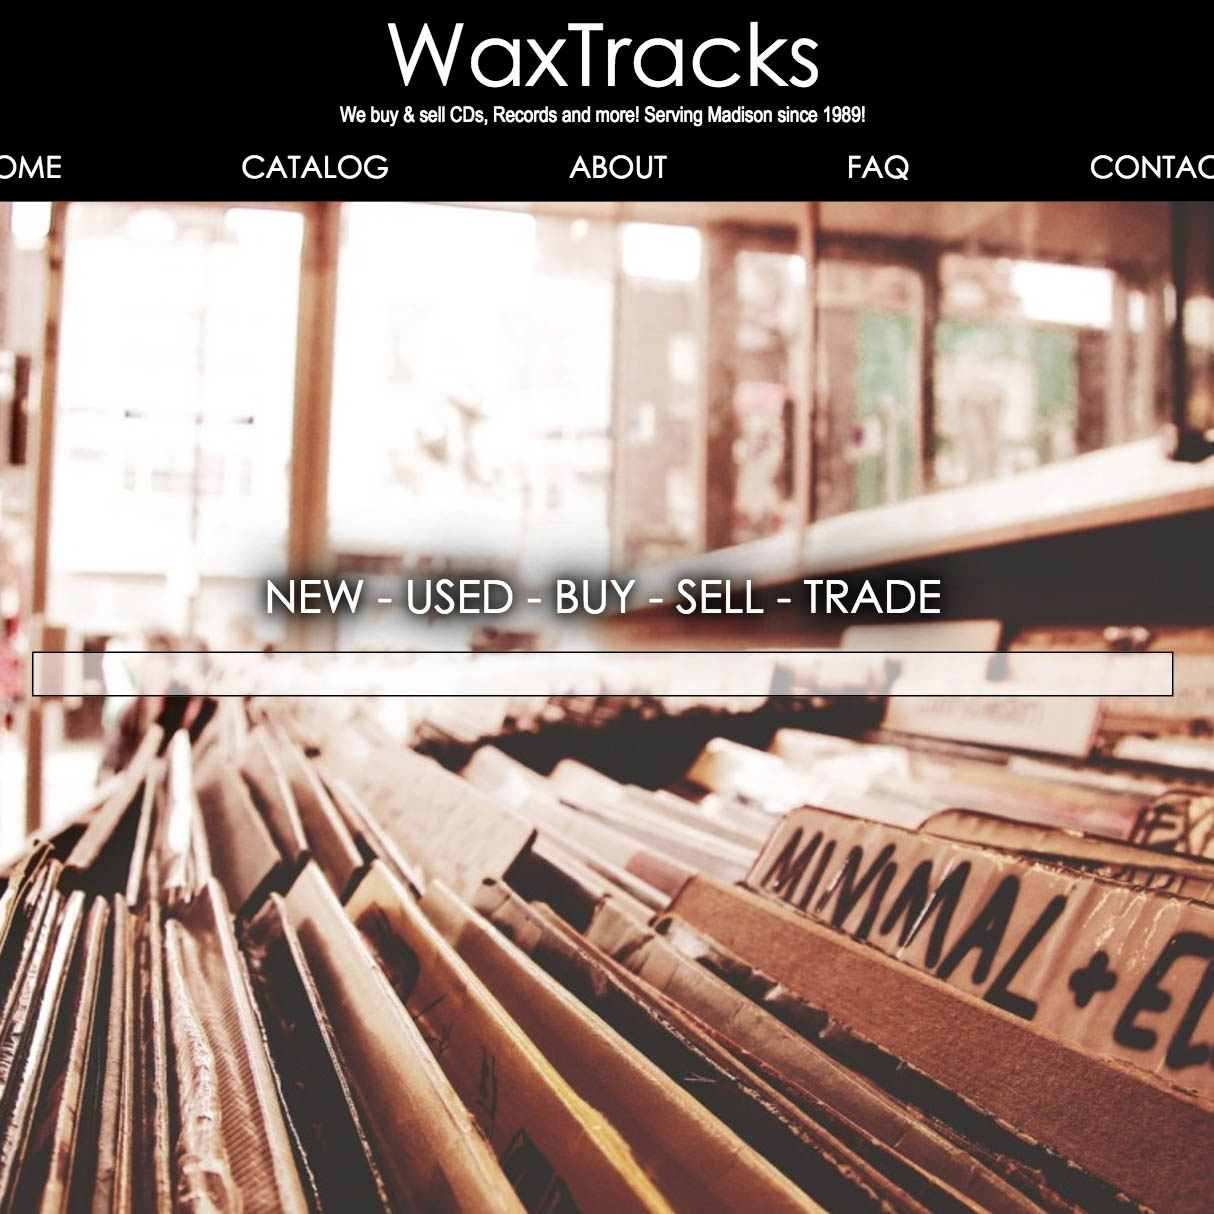 WaxTracks
We buy & sell CDs, Records and more! Serving Madison since 1989!
OME CATALOG ABOUT FAQ CONTAC
NEW - USED - BUY - SELL - TRADE
MINIMAL + EL